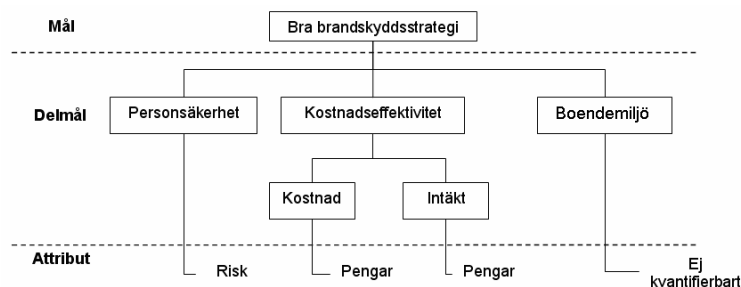 Mål
Bra brandskyddsstrategi
Delmål
Personsäkerhet
Kostnadseffektivitet
Boendemiljö
Kostnad
Intäkt
Attribut
Risk
Pengar
Pengar
Ej
kvantifierbart